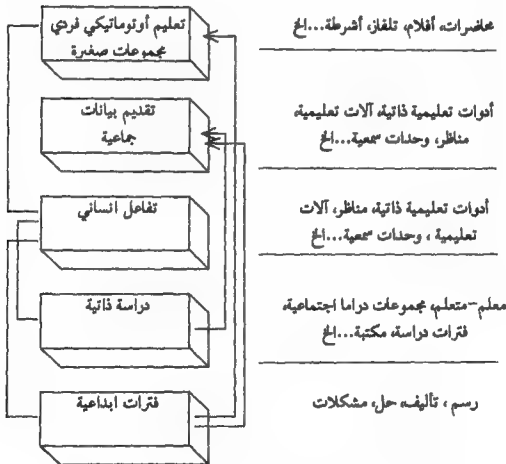 تعليم أوتوماتيكي فردي
مجموعات صغيرة
محاضرات، أفلام، تلفاز، أشرطة...الخ
تقديم بيانات
جماعية
أدوات تعليمية ذاتية، آلات تعليمية،
مناظر، وحدات سمعية...الخ
تفاعل انساني
أدوات تعليمية ذاتية، مناظر، آلات
تعليمية ، وحدات سمعية...الخ
دراسة ذاتية
معلم-متعلم، مجموعات دراما اجتماعية،
فترات دراسة، مكتبة...الخ
فترات ابداعية
رسم ، تأليف، حل، مشكلات